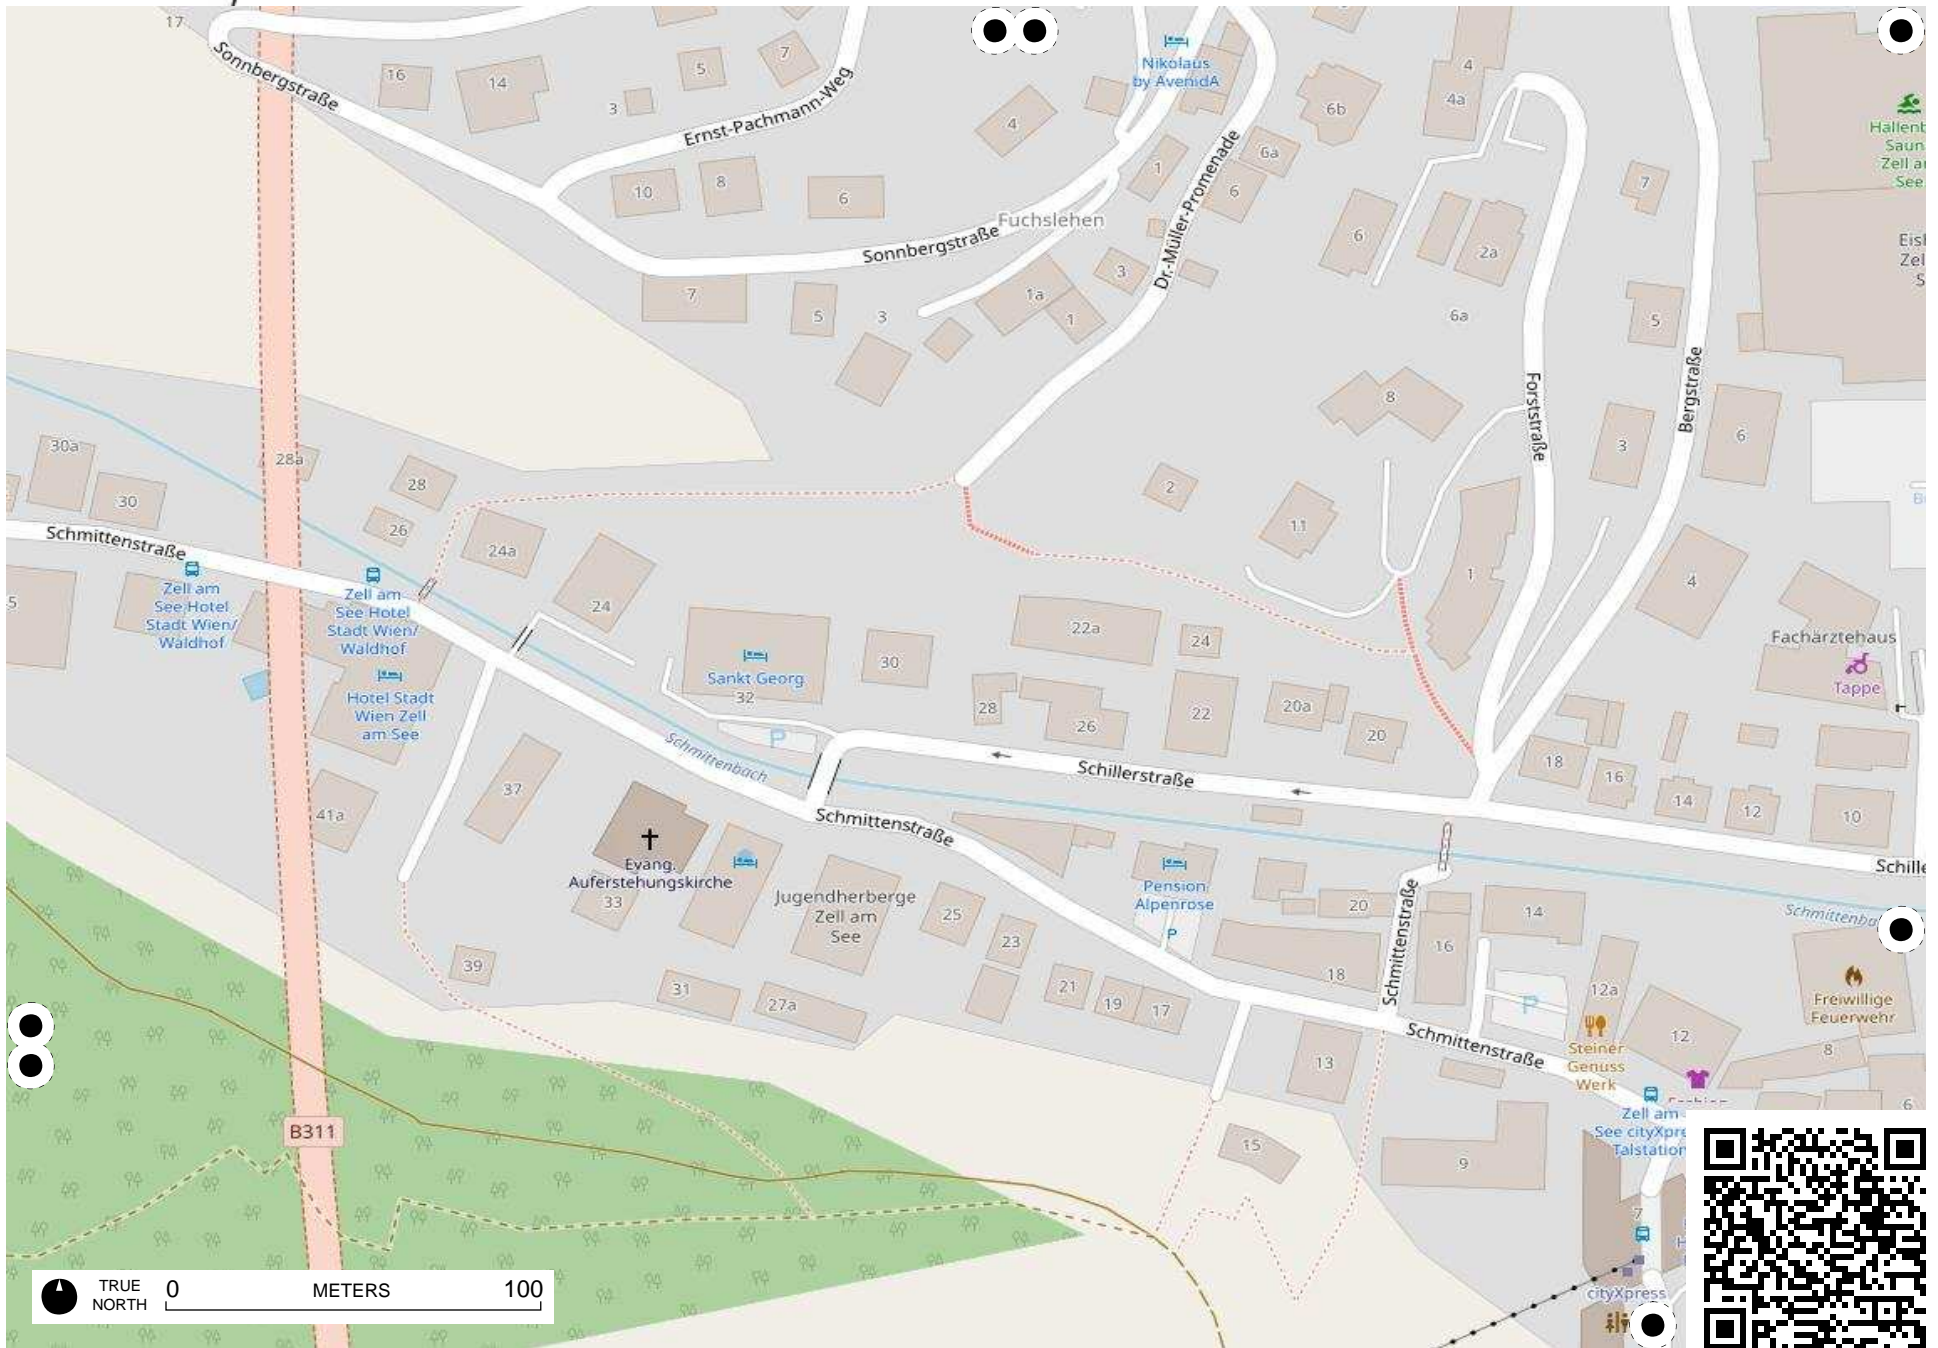 17
Sonnbergstraße
16
14
3
5
7
Ernst-Pachmann-Weg
10
8
6
4
Nikolaus
by AvenidA
1
6a
6
6b
4
4a
Hallenb
Saun
Zell a
See
Fuchslehen
Sonnbergstraße
Dr.-Müller-Promenade
7
5
3
1a
1
3
6
2a
6a
7
5
Eish
Zel
S
Forststraße
Bergstraße
8
3
6
30a
30
28a
28
26
24a
24
2
11
1
4
B
Schmittenstraße
5
Zell am
See Hotel
Stadt Wien/
Waldhof
Zell am
See Hotel
Stadt Wien/
Waldhof
Hotel Stadt
Wien Zell
am See
Sankt Georg
32
30
22a
24
28
26
22
20a
20
Fachärztehaus
Tappe
P
Schmittenbach
Schillerstraße
18
16
14
12
10
37
41a
Schmittenstraße
Evang.
Auferstehungskirche
33
Jugendherberge
Zell am
See
25
23
Pension
Alpenrose
P
20
Schmittenstraße
16
14
Schille
Schmittenba
39
31
27a
21
19
17
18
12a
P
Freiwillige
Feuerwehr
Schmittenstraße
Steiner
Genuss
Werk
12
8
13
6
15
9
Zell am
See cityXpre
Talstation
B311
7
cityXpress
TRUE
NORTH
0 METERS 100